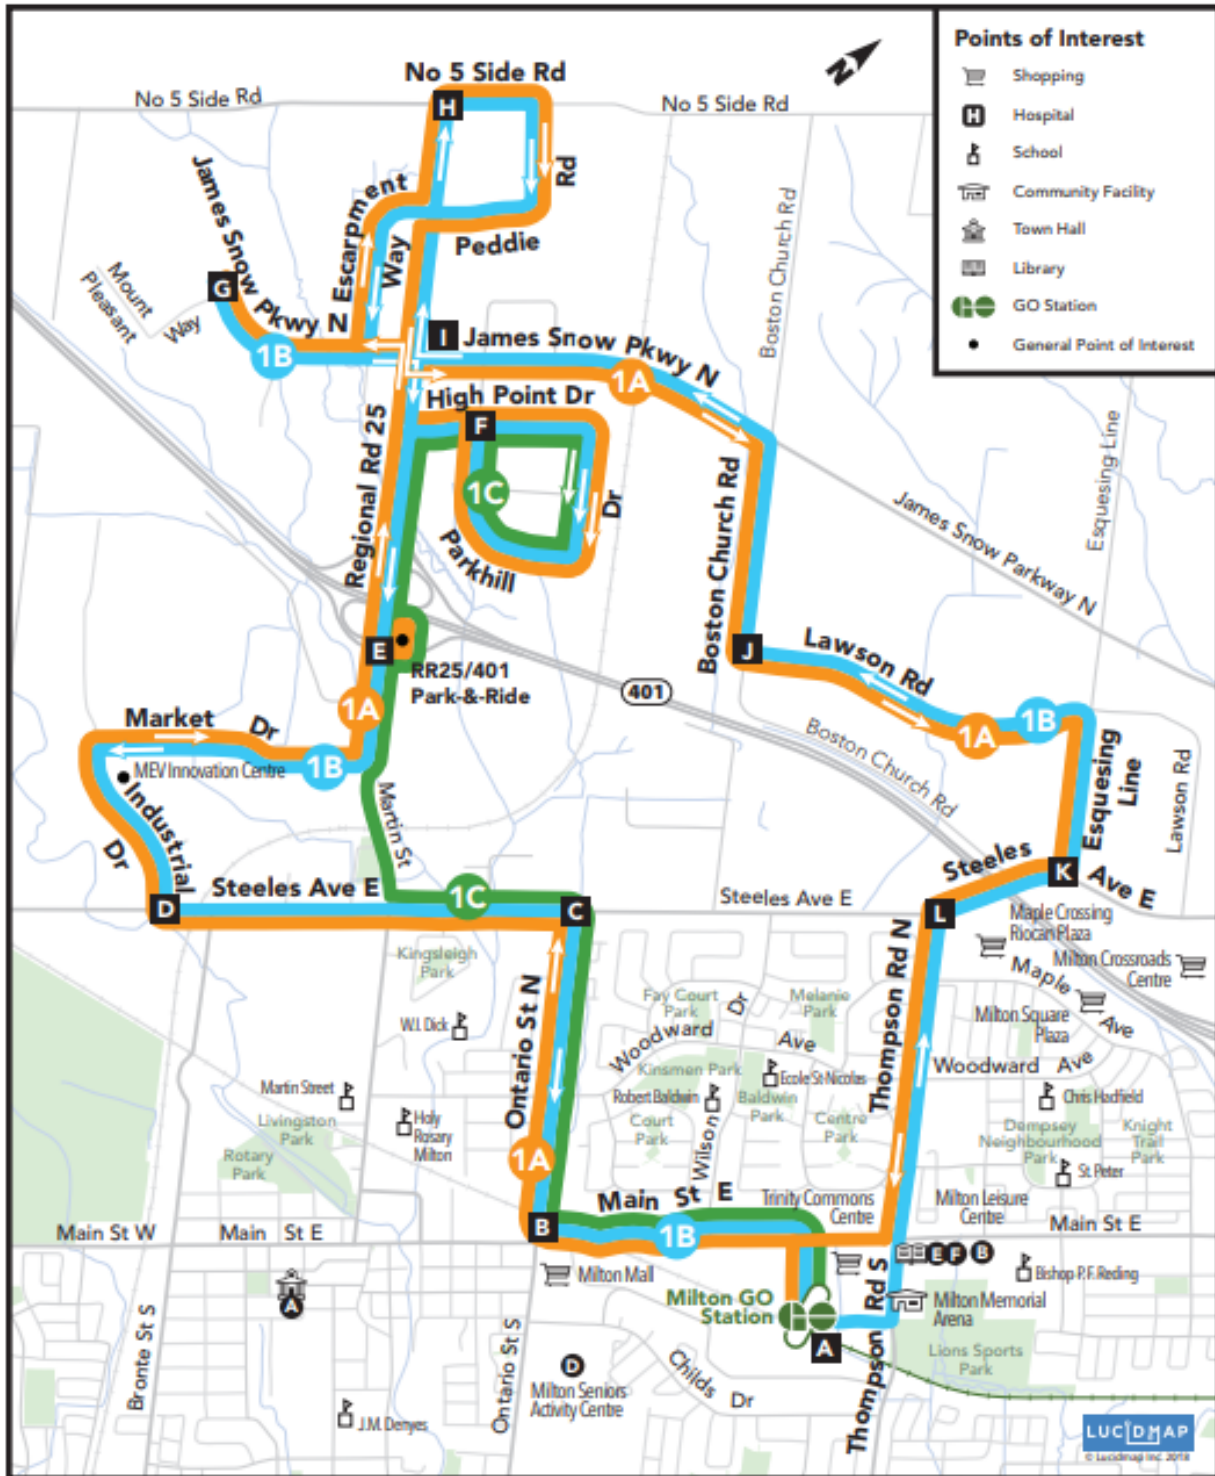 Points of Interest
Shopping
H Hospital
School
Community Facility
Town Hall
Library
GO Station
General Point of Interest
N
No 5 Side Rd
No 5 Side Rd
No 5 Side Rd
H
Rd
James Snow Pkwy N
Escarpment
Way
Peddie
Mount
Pleasant
Way
G
1B
I
James Snow Pkwy N
1A
Boston Church Rd
High Point Dr
F
1C
Dr
Parkhill
Regional Rd 25
Esquesing Line
James Snow Parkway N
Boston Church Rd
J
Lawson Rd
E
RR25/401
Park-&-Ride
401
1A
Market Dr
1B
MEV Innovation Centre
Industrial
Dr
Martin St
1A
1B
Boston Church Rd
Esquesing
Line
Lawson Rd
Steeles Ave E
K
D
Steeles Ave E
1C
C
Steeles Ave E
L
Maple Crossing
Riocan Plaza
Milton Crossroads
Centre
Maple Ave
Milton Square
Plaza
Kingsleigh
Park
W.I. Dick
Ontario St N
Fay Court
Park
Melanie
Park
Woodward Dr
Ave
Thompson Rd N
Woodward Ave
Kinsmen Park
Ecole St-Nicolas
Robert Baldwin
Baldwin
Park
Court
Park
Centre
Park
Wilson
Chris Hadfield
Dempsey
Neighbourhood
Park
Knight
Trail
Park
St. Peter
Martin Street
Holy
Rosary
Milton
Livingston
Park
Rotary
Park
1A
Main St W
Main St E
B
Main St E
1B
Trinity Commons
Centre
Milton Leisure
Centre
Main St E
E F B
Bishop P. F. Reding
A
Milton Mall
Milton GO
Station
A
Thompson Rd S
Milton Memorial
Arena
Lions Sports
Park
Bronte St S
J.M. Denyes
Ontario St S
D
Milton Seniors
Activity Centre
Childs Dr
LUCIDMAP
© Lucidmap Inc. 2018